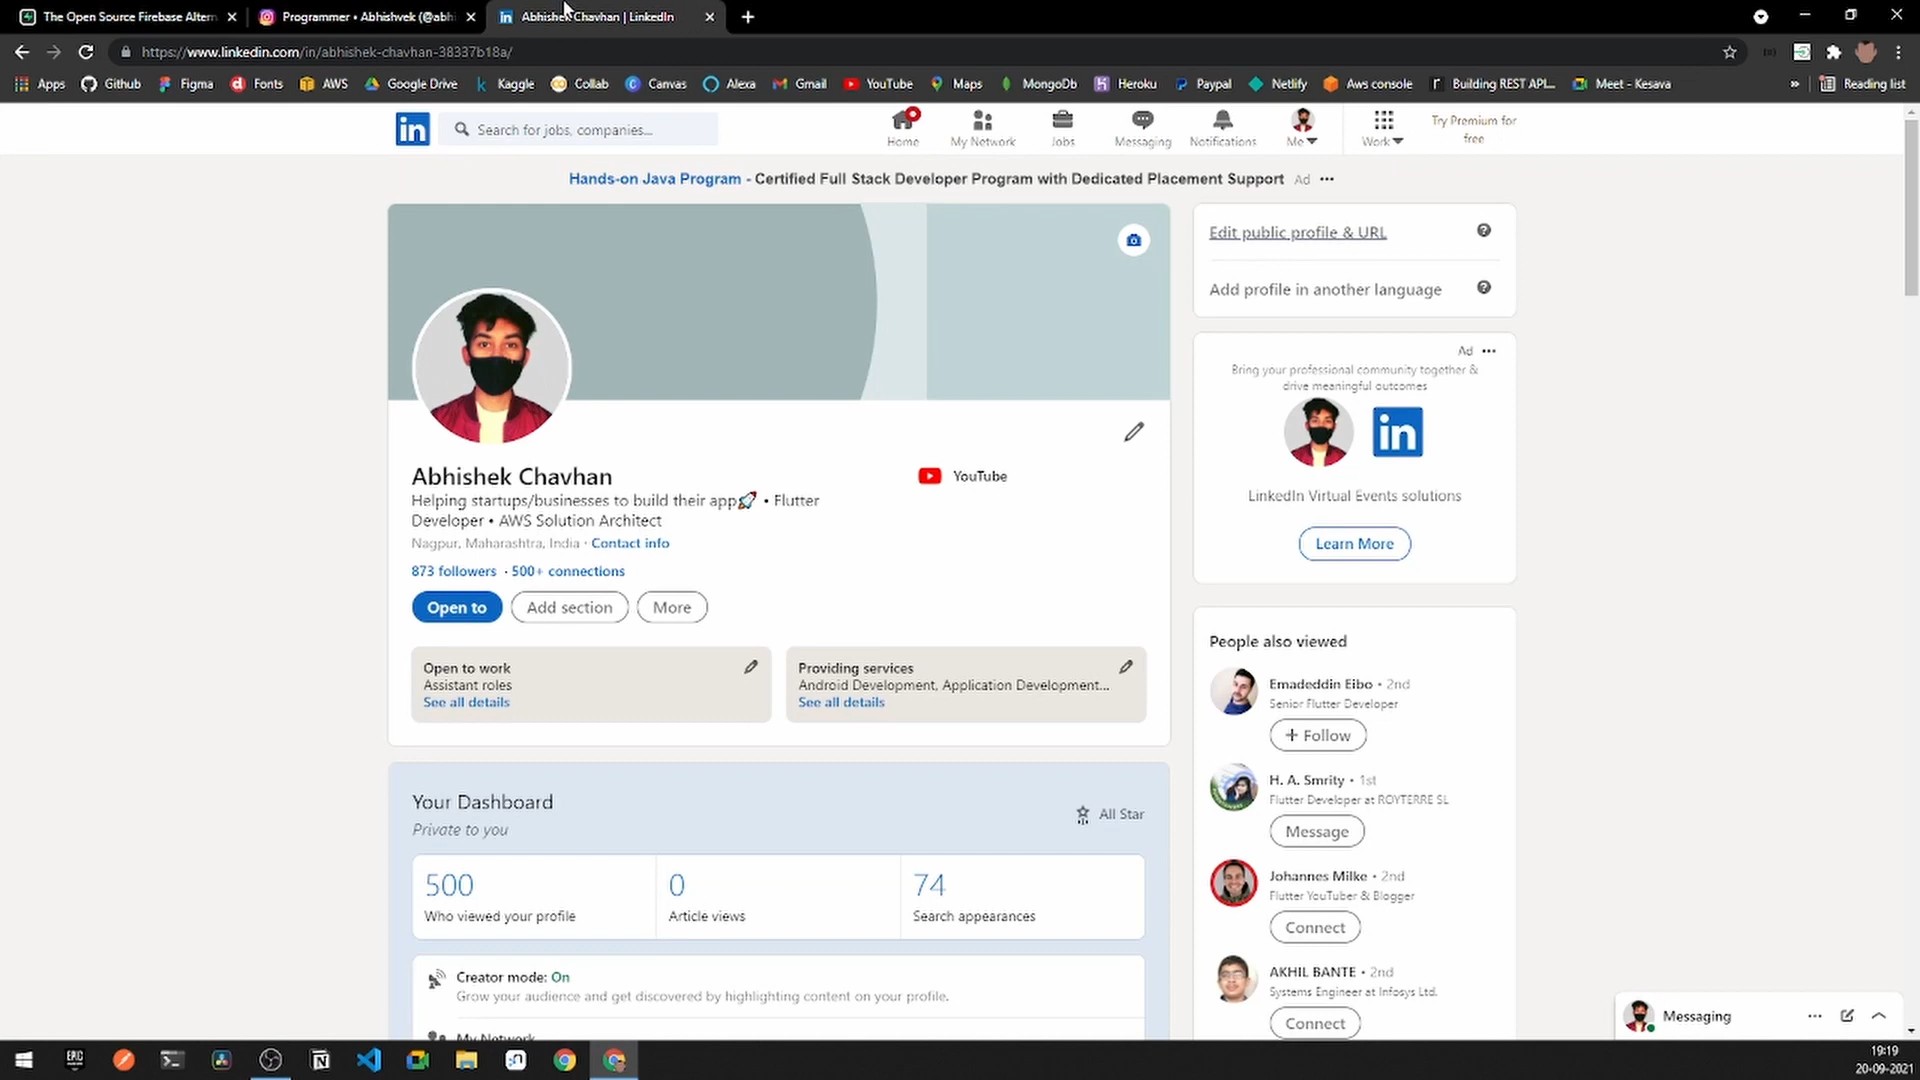 The Open Source Firebase Altern
Programmer • Abhishvek (@abhi
Abhishek Chavhan | LinkedIn
https://www.linkedin.com/in/abhishek-chavhan-38337b18a/
Apps Github Figma Fonts AWS Google Drive Kaggle Collab Canvas Alexa Gmail YouTube Maps MongoDb Heroku Paypal Netlify Aws console Building REST API... Meet - Kesava » Reading list
Search for jobs, companies...
Home My Network Jobs Messaging Notifications Me Work
Try Premium for
free
Hands-on Java Program - Certified Full Stack Developer Program with Dedicated Placement Support Ad
Edit public profile & URL
Add profile in another language
Abhishek Chavhan
Helping startups/businesses to build their app🚀 • Flutter
Developer • AWS Solution Architect
Nagpur, Maharashtra, India · Contact info
873 followers · 500+ connections
YouTube
Open to Add section More
Open to work
Assistant roles
See all details
Providing services
Android Development, Application Development...
See all details
Your Dashboard
Private to you
All Star
500
Who viewed your profile
0
Article views
74
Search appearances
Creator mode: On
Grow your audience and get discovered by highlighting content on your profile.
My Network
Ad
Bring your professional community together &
drive meaningful outcomes
in
LinkedIn Virtual Events solutions
Learn More
People also viewed
Emadeddin Eibo • 2nd
Senior Flutter Developer
+ Follow
H. A. Smrity • 1st
Flutter Developer at ROYTERRE SL
Message
Johannes Milke • 2nd
Flutter YouTuber & Blogger
Connect
AKHIL BANTE • 2nd
Systems Engineer at Infosys Ltd.
Connect
Messaging
19:19
20-09-2021